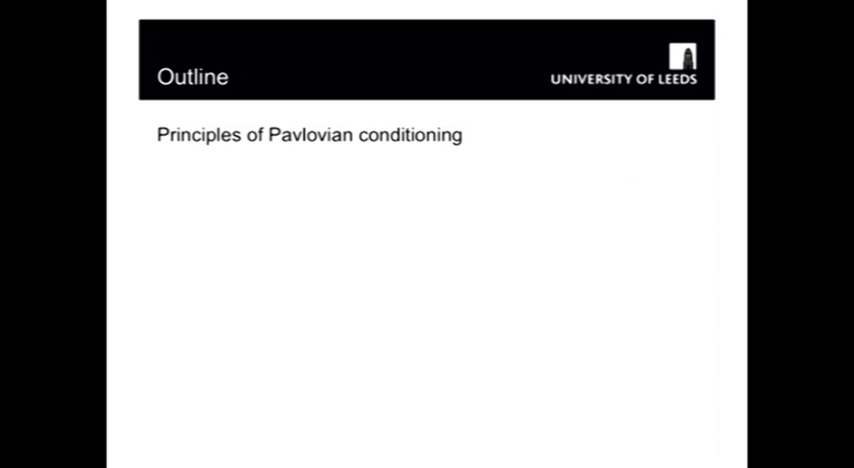 Outline
UNIVERSITY OF LEEDS
Principles of Pavlovian conditioning